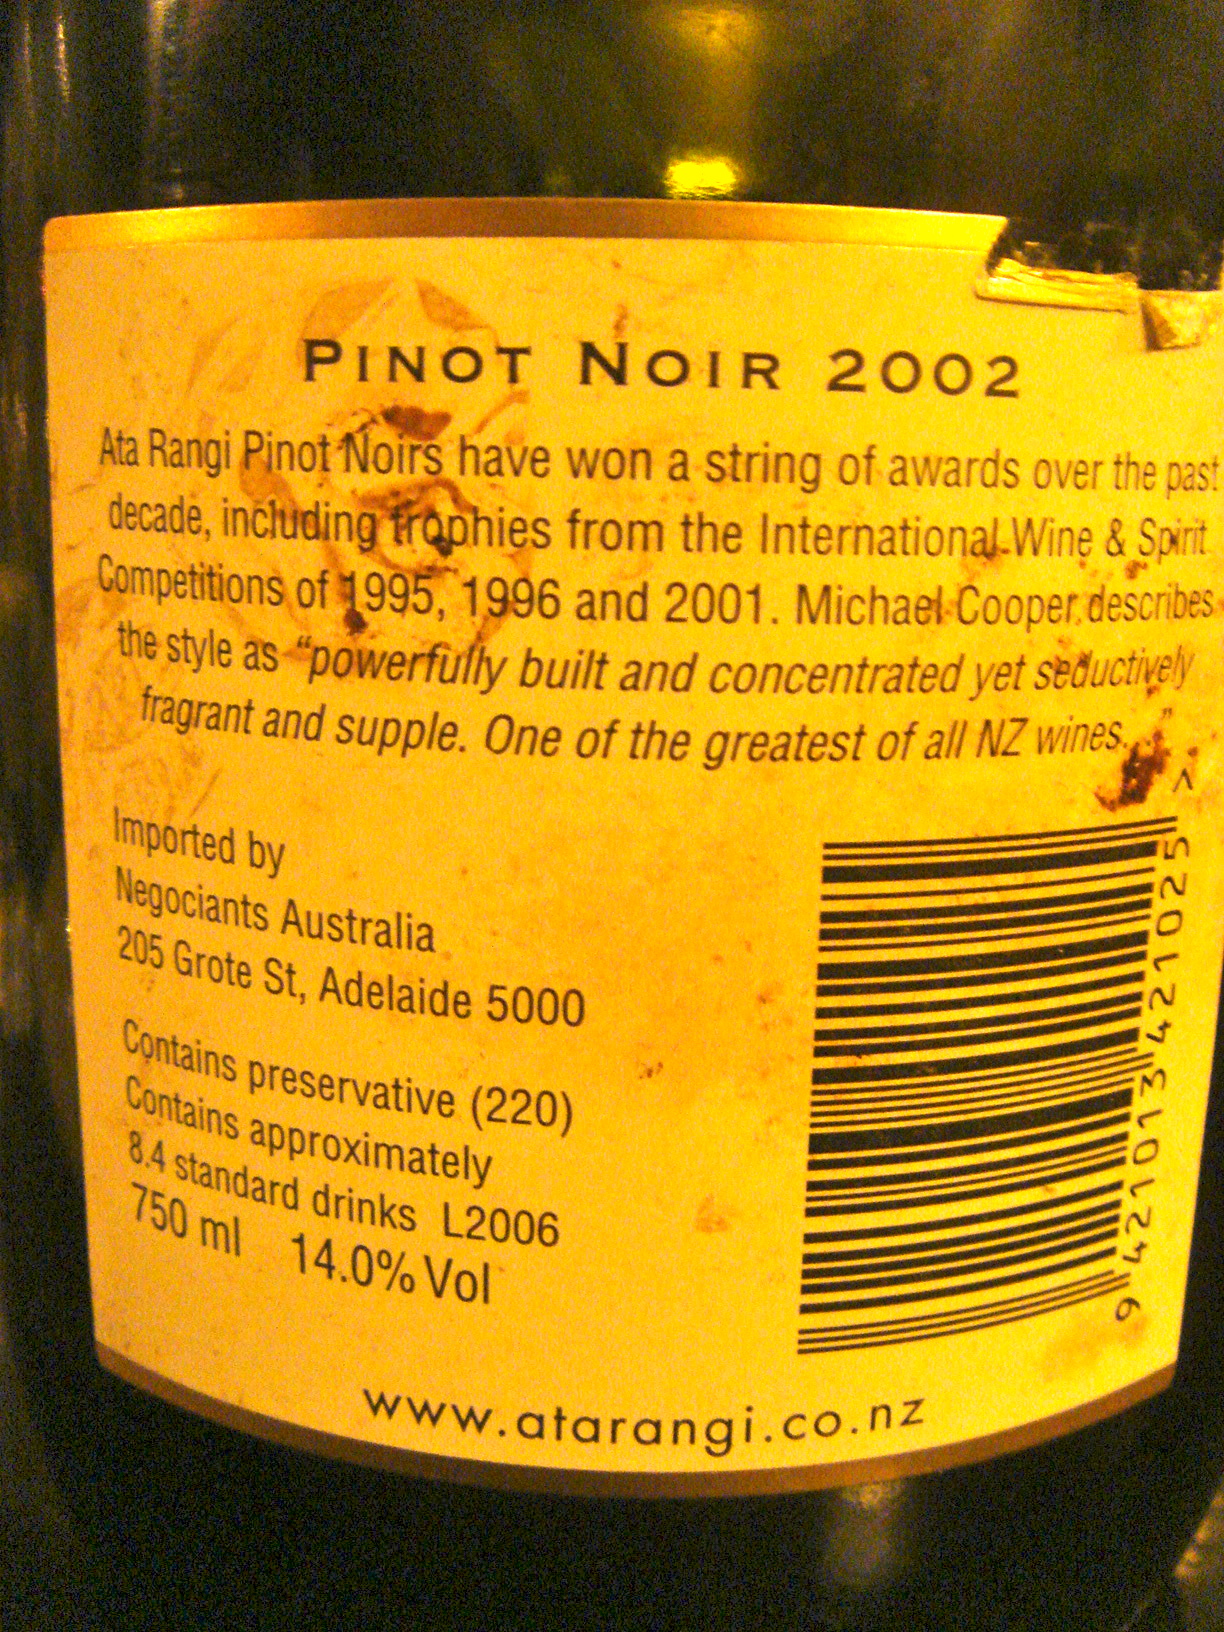 PINOT NOIR 2002
Ata Rangi Pinot Noirs have won a string of awards over the past
decade, including trophies from the International Wine & Spirit
Competitions of 1995, 1996 and 2001. Michael Cooper describes
the style as “powerfully built and concentrated yet seductively
fragrant and supple. One of the greatest of all NZ wines.”
Imported by
Negociants Australia
205 Grote St, Adelaide 5000
Contains preservative (220)
Contains approximately
8.4 standard drinks L2006
750 ml 14.0% Vol
9 421013 421025 >
www.atarangi.co.nz